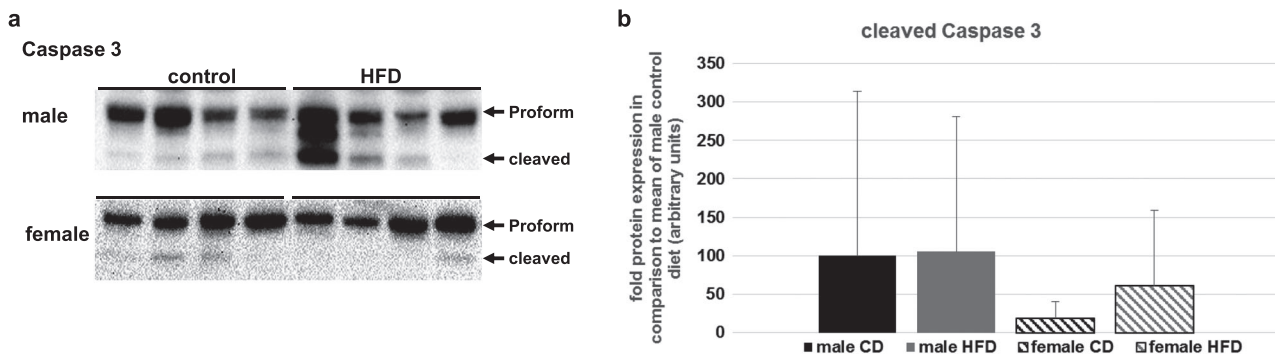 a
Caspase 3
control HFD
male
Proform
cleaved
female
Proform
cleaved
b
cleaved Caspase 3
fold protein expression in
comparison to mean of male control
diet (arbitrary units)
350
300
250
200
150
100
50
0
male CD male HFD female CD female HFD